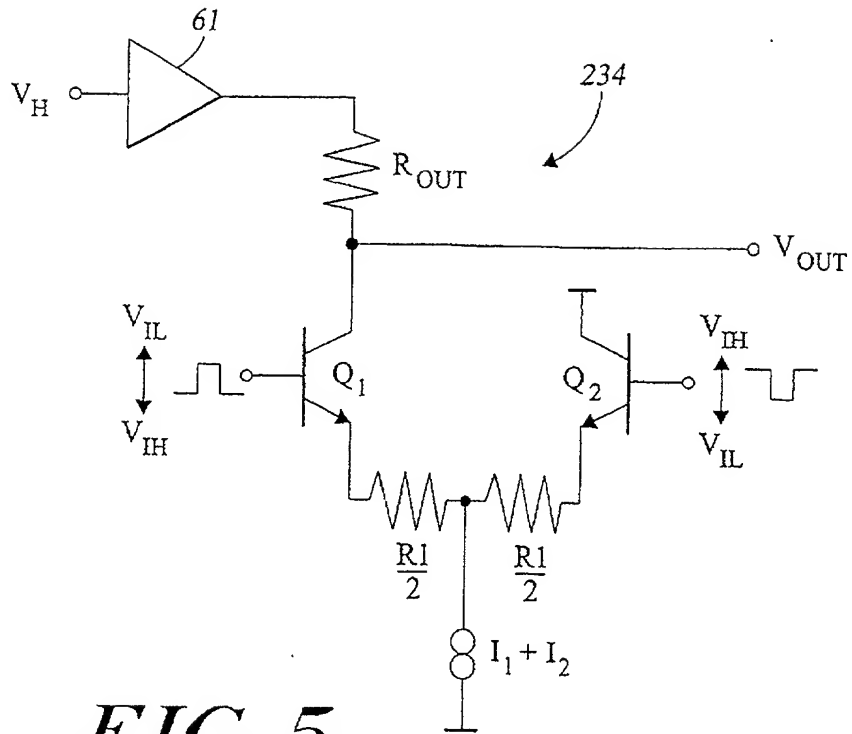 61
V_H
234
R_OUT
V_OUT
V_IL
V_IH
Q_1
Q_2
V_IH
V_IL
R1/2
R1/2
I_1 + I_2
FIG. 5